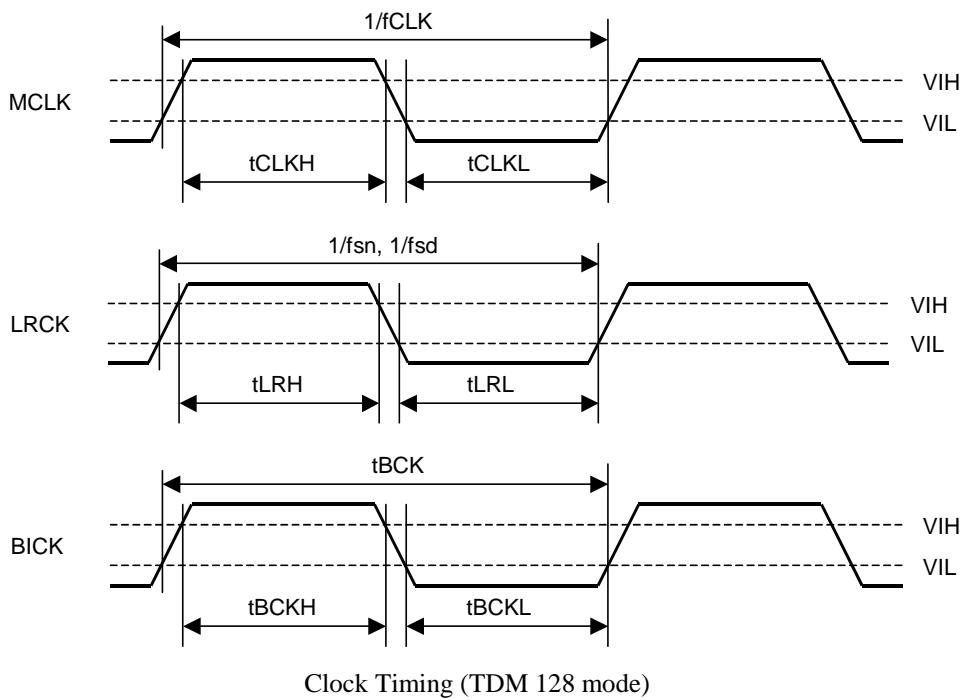 1/fCLK
VIH
MCLK
VIL
tCLKH tCLKL
1/fsn, 1/fsd
VIH
LRCK
VIL
tLRH tLRL
tBCK
VIH
BICK
VIL
tBCKH tBCKL
Clock Timing (TDM 128 mode)